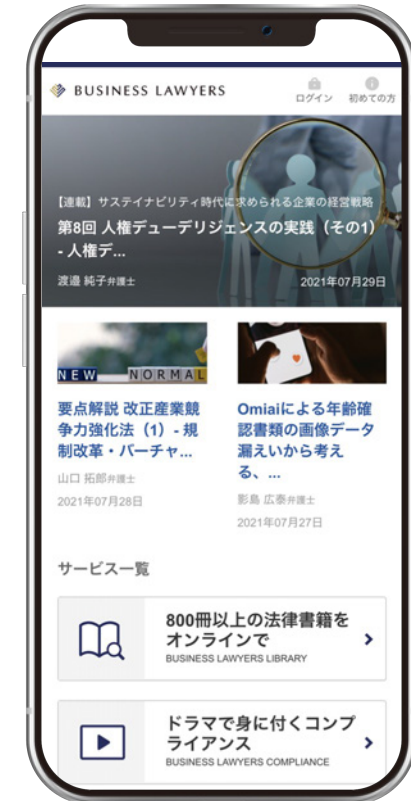 BUSINESS LAWYERS
ログイン
初めての方
【連載】サステイナビリティ時代に求められる企業の経営戦略
第8回 人権デューデリジェンスの実践（その1）
- 人権デ...
渡邉 純子弁護士
2021年07月29日
NEW NORMAL
要点解説 改正産業競
争力強化法（1）- 規
制改革・バーチャ...
山口 拓郎弁護士
2021年07月28日
Omiaiによる年齢確
認書類の画像データ
漏えいから考え
る、...
影島 広泰弁護士
2021年07月27日
サービス一覧
800冊以上の法律書籍を
オンラインで
BUSINESS LAWYERS LIBRARY
ドラマで身に付くコンプ
ライアンス
BUSINESS LAWYERS COMPLIANCE